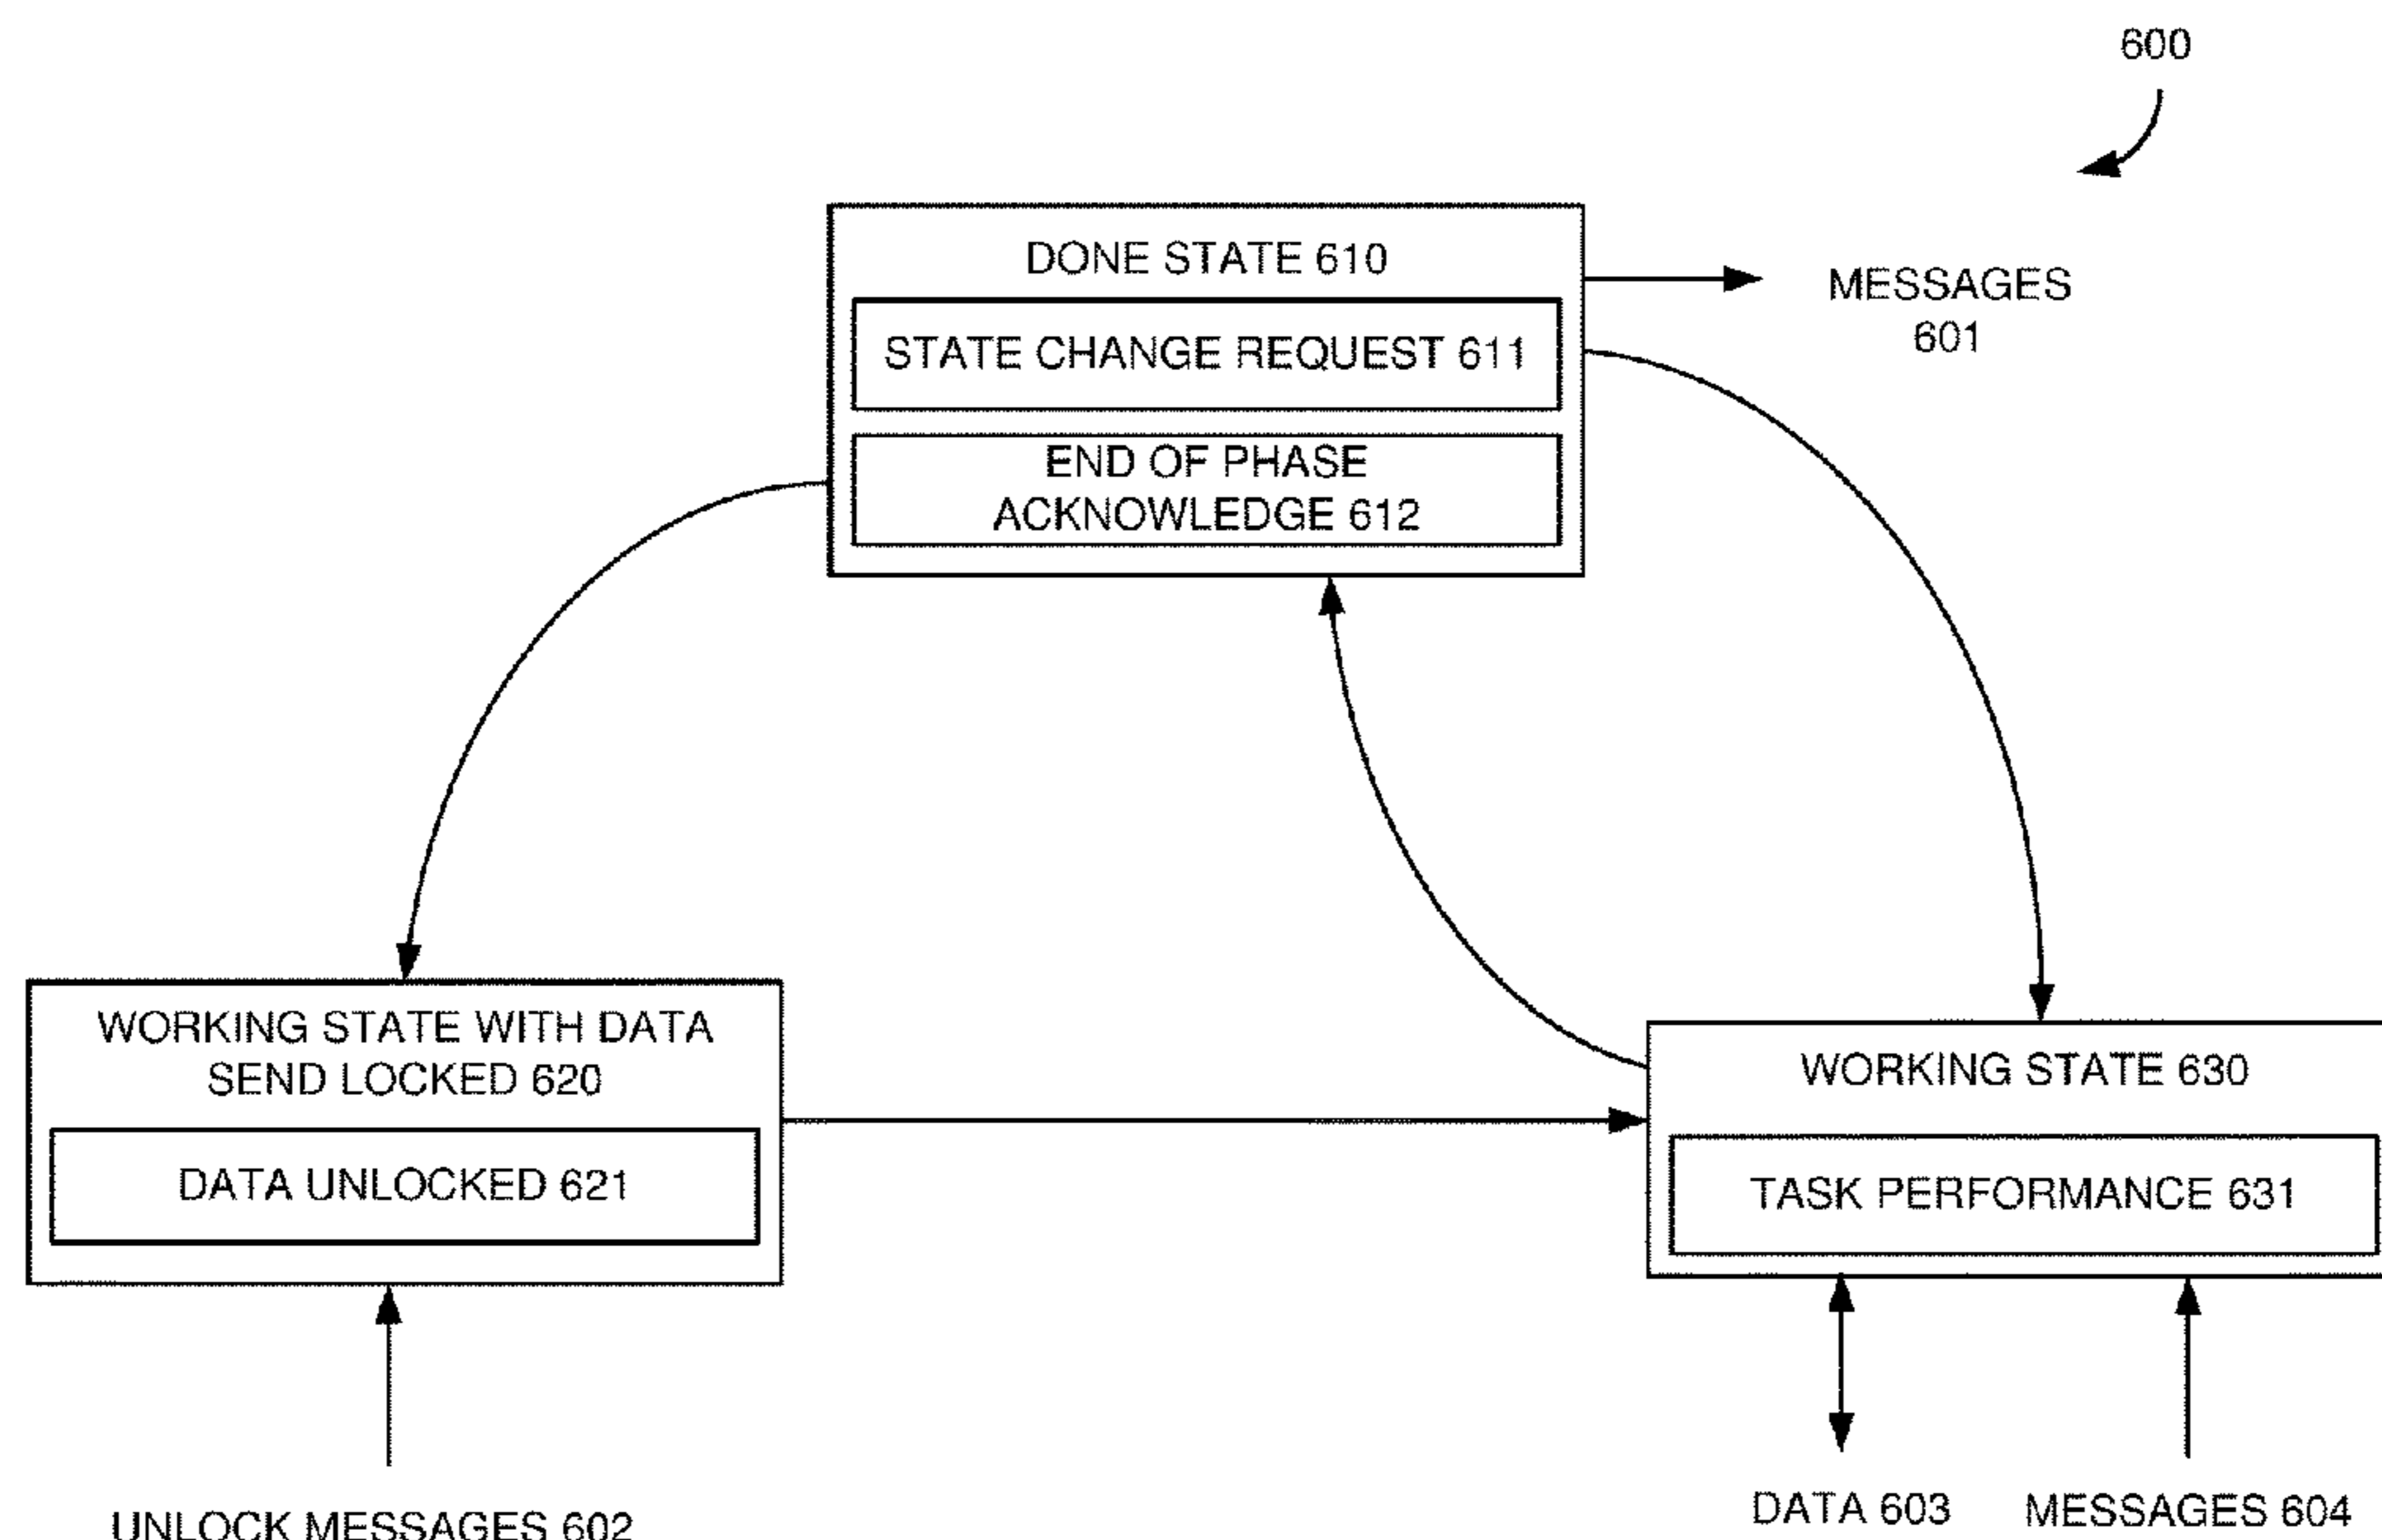 600
DONE STATE 610
MESSAGES
601
STATE CHANGE REQUEST 611
END OF PHASE
ACKNOWLEDGE 612
WORKING STATE WITH DATA
SEND LOCKED 620
DATA UNLOCKED 621
WORKING STATE 630
TASK PERFORMANCE 631
UNLOCK MESSAGES 602
DATA 603
MESSAGES 604